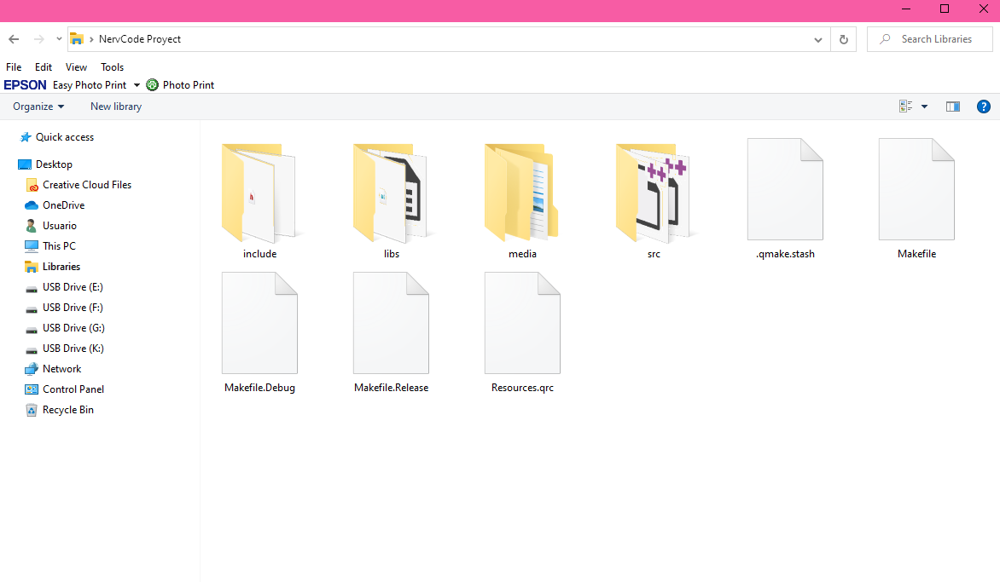 NervCode Proyect
Search Libraries
File Edit View Tools
EPSON Easy Photo Print Photo Print
Organize New library
?
Quick access
Desktop
Creative Cloud Files
OneDrive
Usuario
This PC
Libraries
USB Drive (E:)
USB Drive (F:)
USB Drive (G:)
USB Drive (K:)
Network
Control Panel
Recycle Bin
include libs media src .qmake.stash Makefile
Makefile.Debug Makefile.Release Resources.qrc